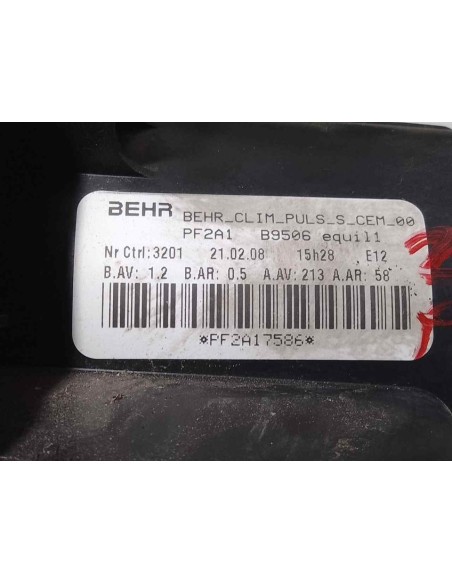 BEHR BEHR_CLIM_PULS_S_CEM_00
PF2A1 B9506 equil1
Nr Ctrl:3201 21.02.08 15h28 E12
B.AV: 1.2 B.AR: 0.5 A.AV: 213 A.AR: 58
*PF2A17586*